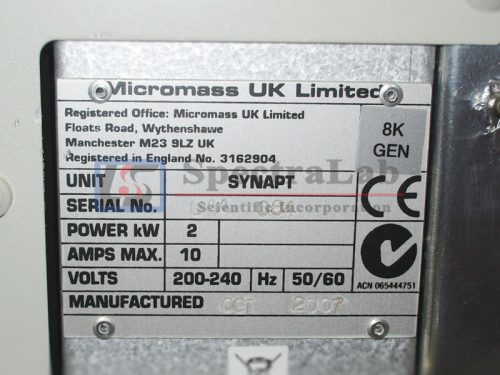 Micromass UK Limited
Registered Office: Micromass UK Limited
Floats Road, Wythenshawe
Manchester M23 9LZ UK
Registered in England No. 3162904
8K
GEN
SpectraLab
Scientific Incorporation
UNIT SYNAPT
SERIAL No.
POWER kW 2
AMPS MAX. 10
VOLTS 200-240 Hz 50/60
ACN 065444751
MANUFACTURED OCT 2007